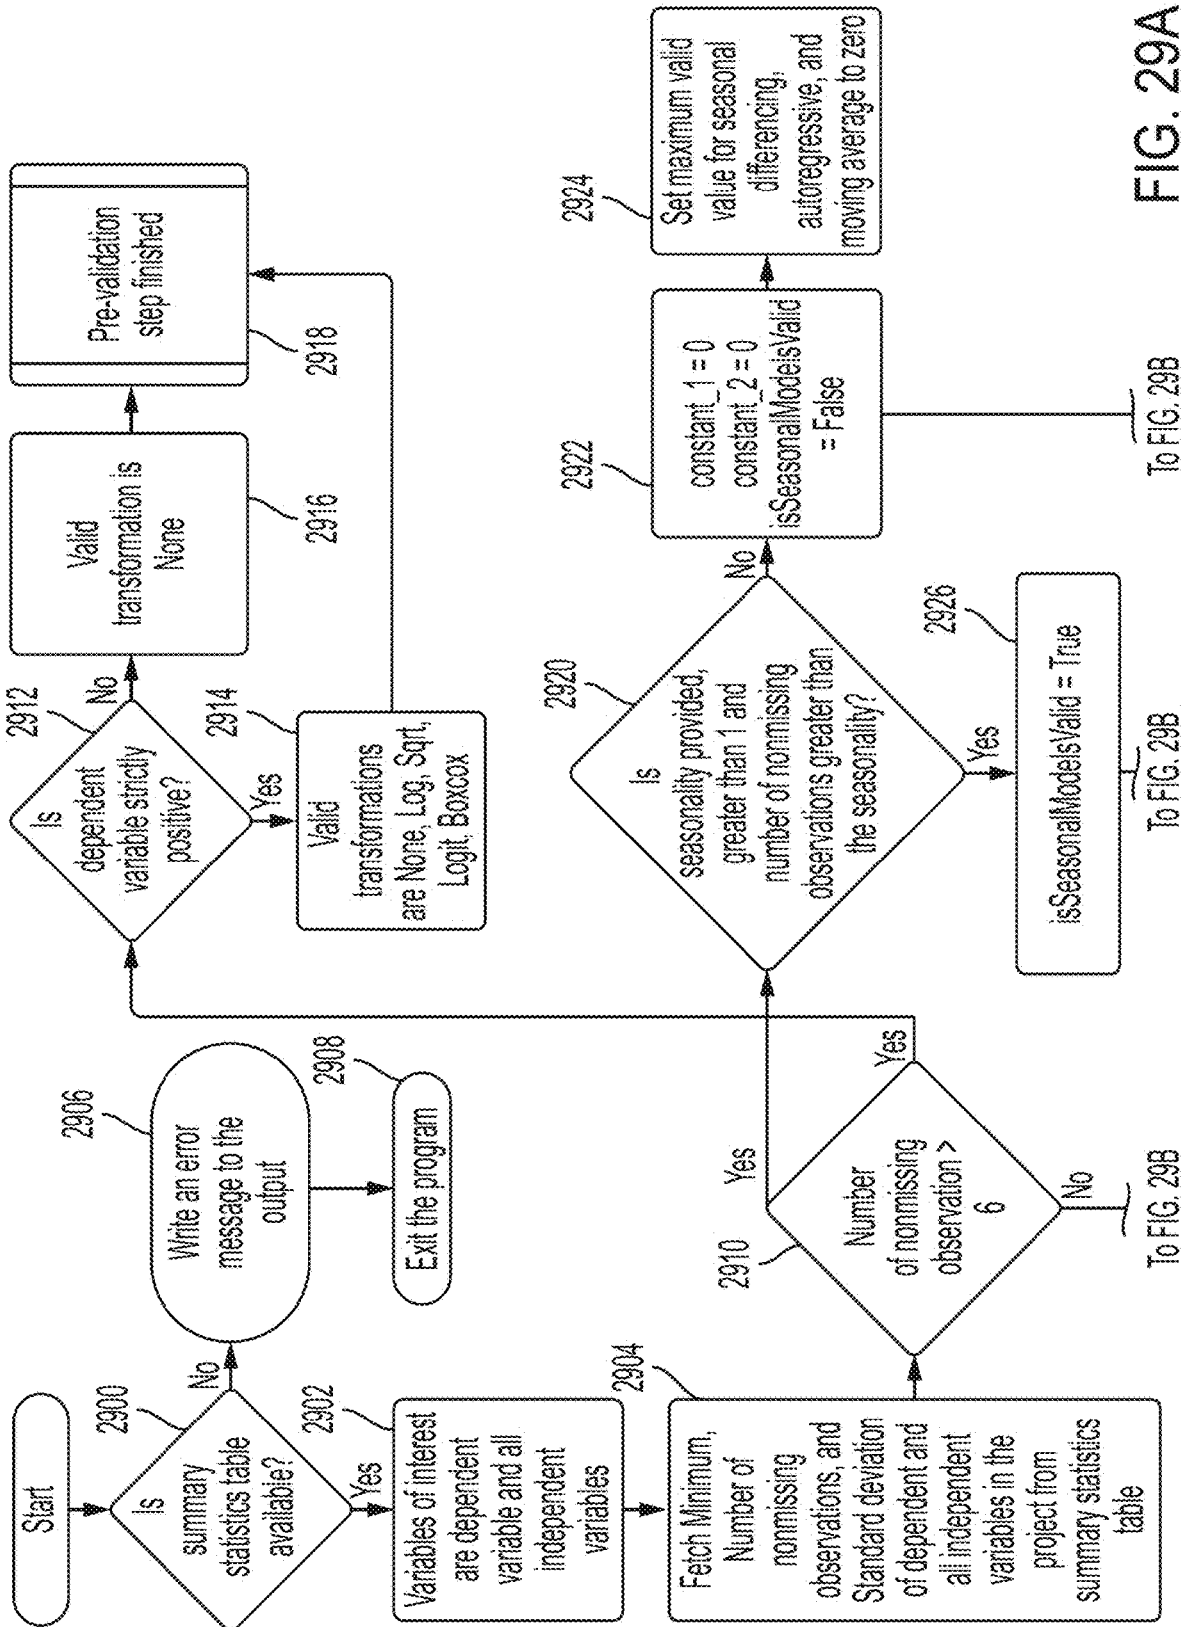 Start
2900
Is
summary
statistics table
available?
No
Yes
2906
Write an error
message to the
output
2908
Exit the program
2902
Variables of interest
are dependent
variable and all
independent
variables
2904
Fetch Minimum,
Number of
nonmissing
observations, and
Standard deviation
of dependent and
all independent
variables in the
project from
summary statistics
table
2910
Number
of nonmissing
observation >
6
Yes
Yes
No
To FIG. 29B
2912
Is
dependent
variable strictly
positive?
No
Yes
2914
Valid
transformations
are None, Log, Sqrt,
Logit, Boxcox
Valid
transformation is
None
2916
Pre-validation
step finished
2918
2920
Is
seasonality provided,
greater than 1 and
number of nonmissing
observations greater than
the seasonality?
No
Yes
2922
constant_1 = 0
constant_2 = 0
isSeasonalModelsValid
= False
To FIG. 29B
2924
Set maximum valid
value for seasonal
differencing,
autoregressive, and
moving average to zero
2926
isSeasonalModelsValid = True
To FIG. 29B
FIG. 29A